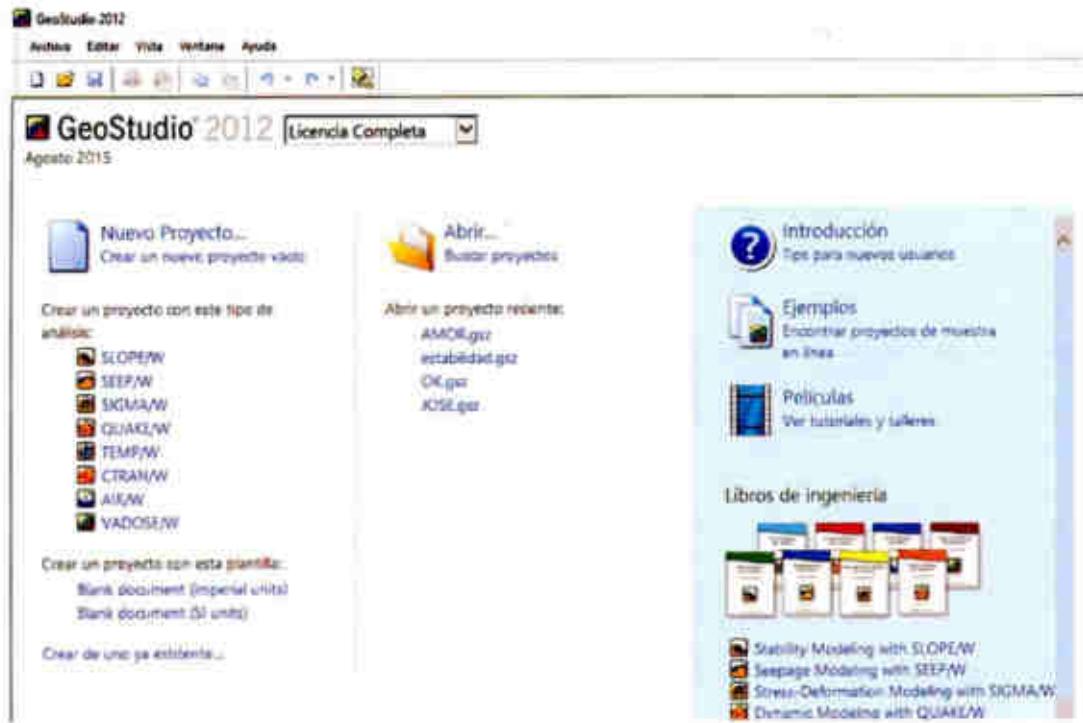 GeoStudio 2012
Archivo Editar Vista Ventana Ayuda
GeoStudio 2012 Licencia Completa
Agosto 2015
Nuevo Proyecto...
Crear un nuevo proyecto vacío
Crear un proyecto con este tipo de
análisis:
SLOPE/W
SEEP/W
SIGMA/W
QUAKE/W
TEMP/W
CTRAN/W
AIR/W
VADOSE/W
Crear un proyecto con esta plantilla:
Blank document (imperial units)
Blank document (SI units)
Crear de uno ya existente...
Abrir...
Buscar proyectos
Abrir un proyecto reciente:
AMOR.gsz
estabilidad.gsz
OK.gsz
JOSE.gsz
Introducción
Tips para nuevos usuarios
Ejemplos
Encontrar proyectos de muestra
en línea
Películas
Ver tutoriales y talleres
Libros de ingeniería
Stability Modeling with SLOPE/W
Seepage Modeling with SEEP/W
Stress-Deformation Modeling with SIGMA/W
Dynamic Modeling with QUAKE/W